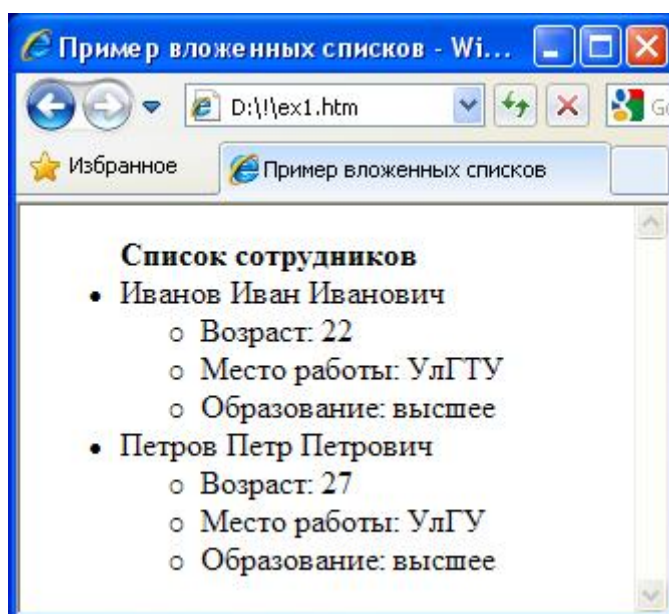 Пример вложенных списков - Wi...
D:\!\ex1.htm
Избранное
Пример вложенных списков
Список сотрудников
Иванов Иван Иванович
Возраст: 22
Место работы: УлГТУ
Образование: высшее
Петров Петр Петрович
Возраст: 27
Место работы: УлГУ
Образование: высшее